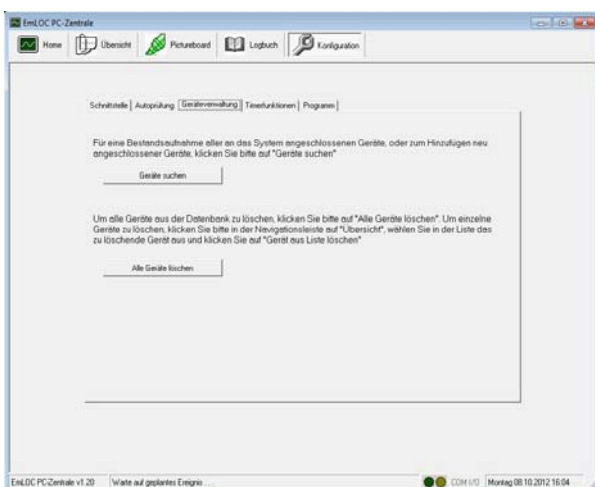 EmLOC PC-Zentrale
Home Übersicht Pictureboard Logbuch Konfiguration
Schnittstelle Autoprüfung Geräteverwaltung Timerfunktionen Programm
Für eine Bestandsaufnahme aller an das System angeschlossenen Geräte, oder zum Hinzufügen neu
angeschlossener Geräte, klicken Sie bitte auf "Geräte suchen"
Geräte suchen
Um alle Geräte aus der Datenbank zu löschen, klicken Sie bitte auf "Alle Geräte löschen". Um einzelne
Geräte zu löschen, klicken Sie bitte in der Navigationsleiste auf "Übersicht", wählen Sie in der Liste das
zu löschende Gerät aus und klicken Sie auf "Gerät aus Liste löschen"
Alle Geräte löschen
EmLOC PC-Zentrale v1.20 Warte auf geplantes Ereignis . . . COM I/O Montag 08.10.2012 16:04